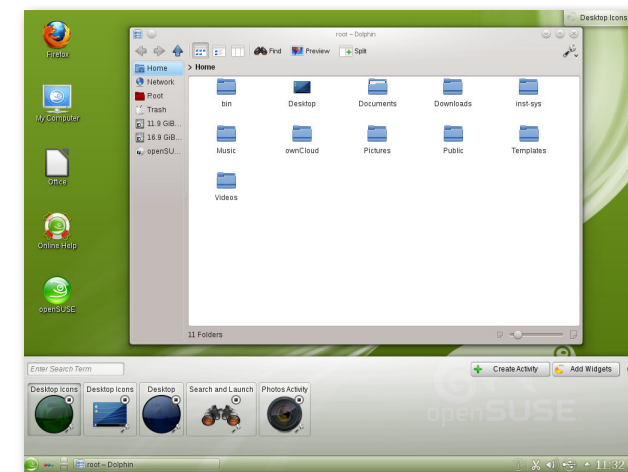 Desktop Icons
root – Dolphin
Find
Preview
Split
Firefox
Home
> Home
Network
Root
Trash
11.9 GiB...
16.9 GiB...
openSU...
bin
Desktop
Documents
Downloads
inst-sys
My Computer
Music
ownCloud
Pictures
Public
Templates
Office
Videos
Online Help
openSUSE
11 Folders
Enter Search Term
Create Activity
Add Widgets
Desktop Icons
Desktop Icons
Desktop
Search and Launch
Photos Activity
openSUSE
root – Dolphin
11:32